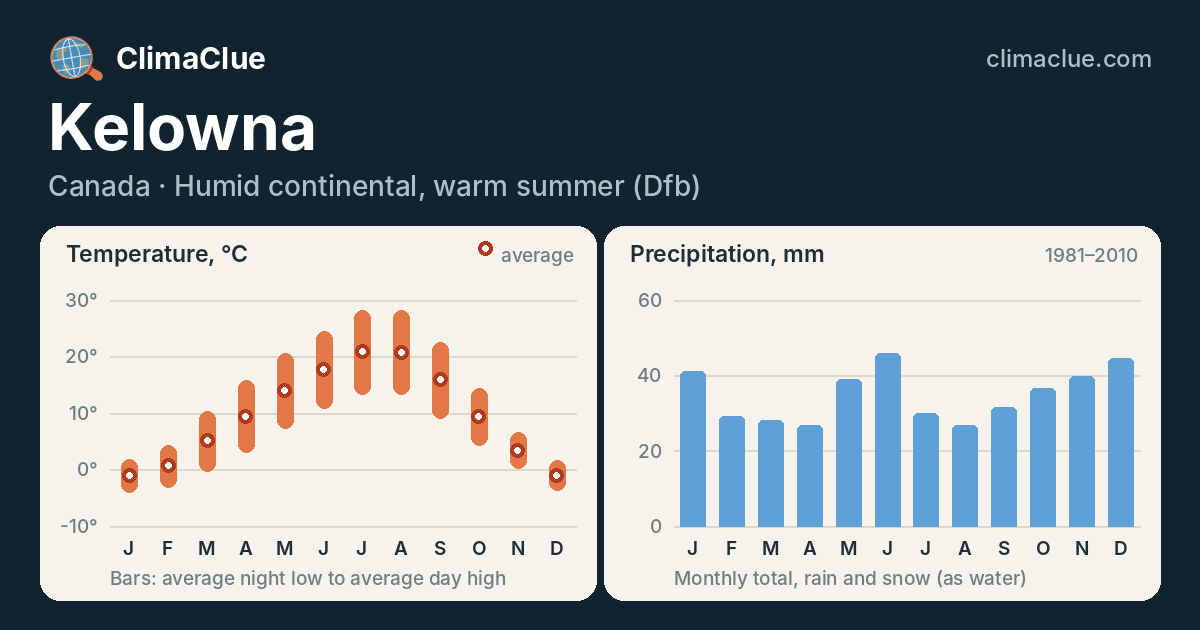 ClimaClue
climaclue.com
Kelowna
Canada · Humid continental, warm summer (Dfb)
Temperature, °C
average
30°
20°
10°
0°
-10°
J F M A M J J A S O N D
Bars: average night low to average day high
Precipitation, mm
1981–2010
60
40
20
0
J F M A M J J A S O N D
Monthly total, rain and snow (as water)